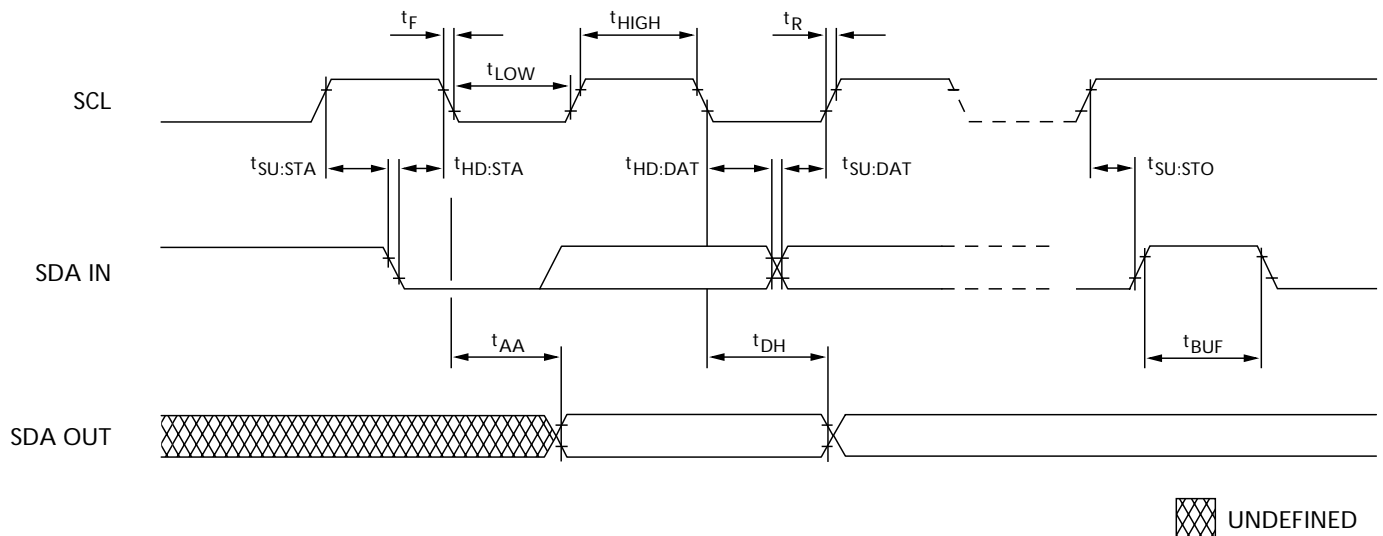 tF
tHIGH
tR
tLOW
SCL
tSU:STA
tHD:STA
tHD:DAT
tSU:DAT
tSU:STO
SDA IN
tAA
tDH
tBUF
SDA OUT
UNDEFINED